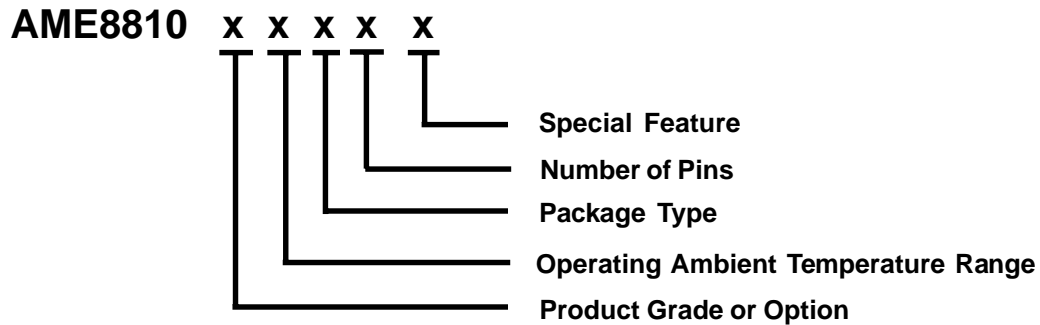 AME8810 x x x x x
Special Feature
Number of Pins
Package Type
Operating Ambient Temperature Range
Product Grade or Option